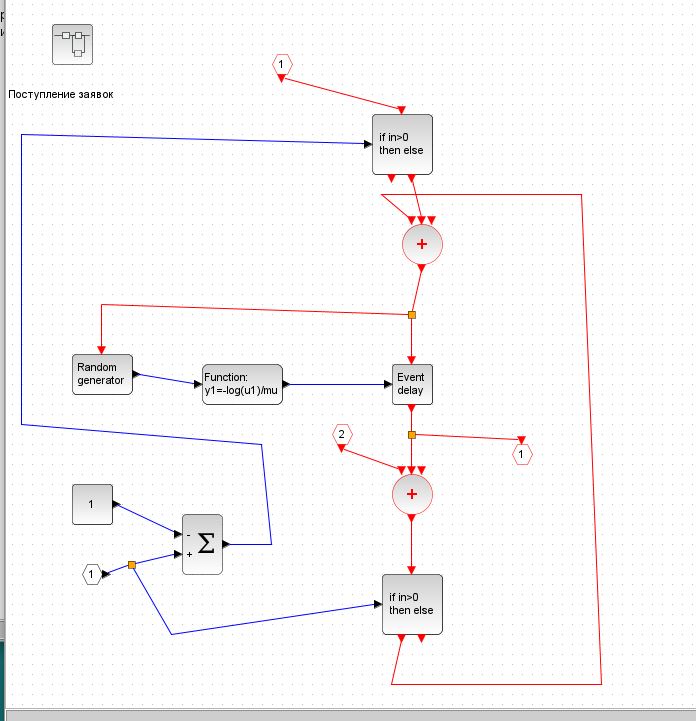 1
Поступление заявок
if in>0
then else
+
Random
generator
Function:
y1=-log(u1)/mu
Event
delay
2
1
1
-
+
Σ
+
1
if in>0
then else